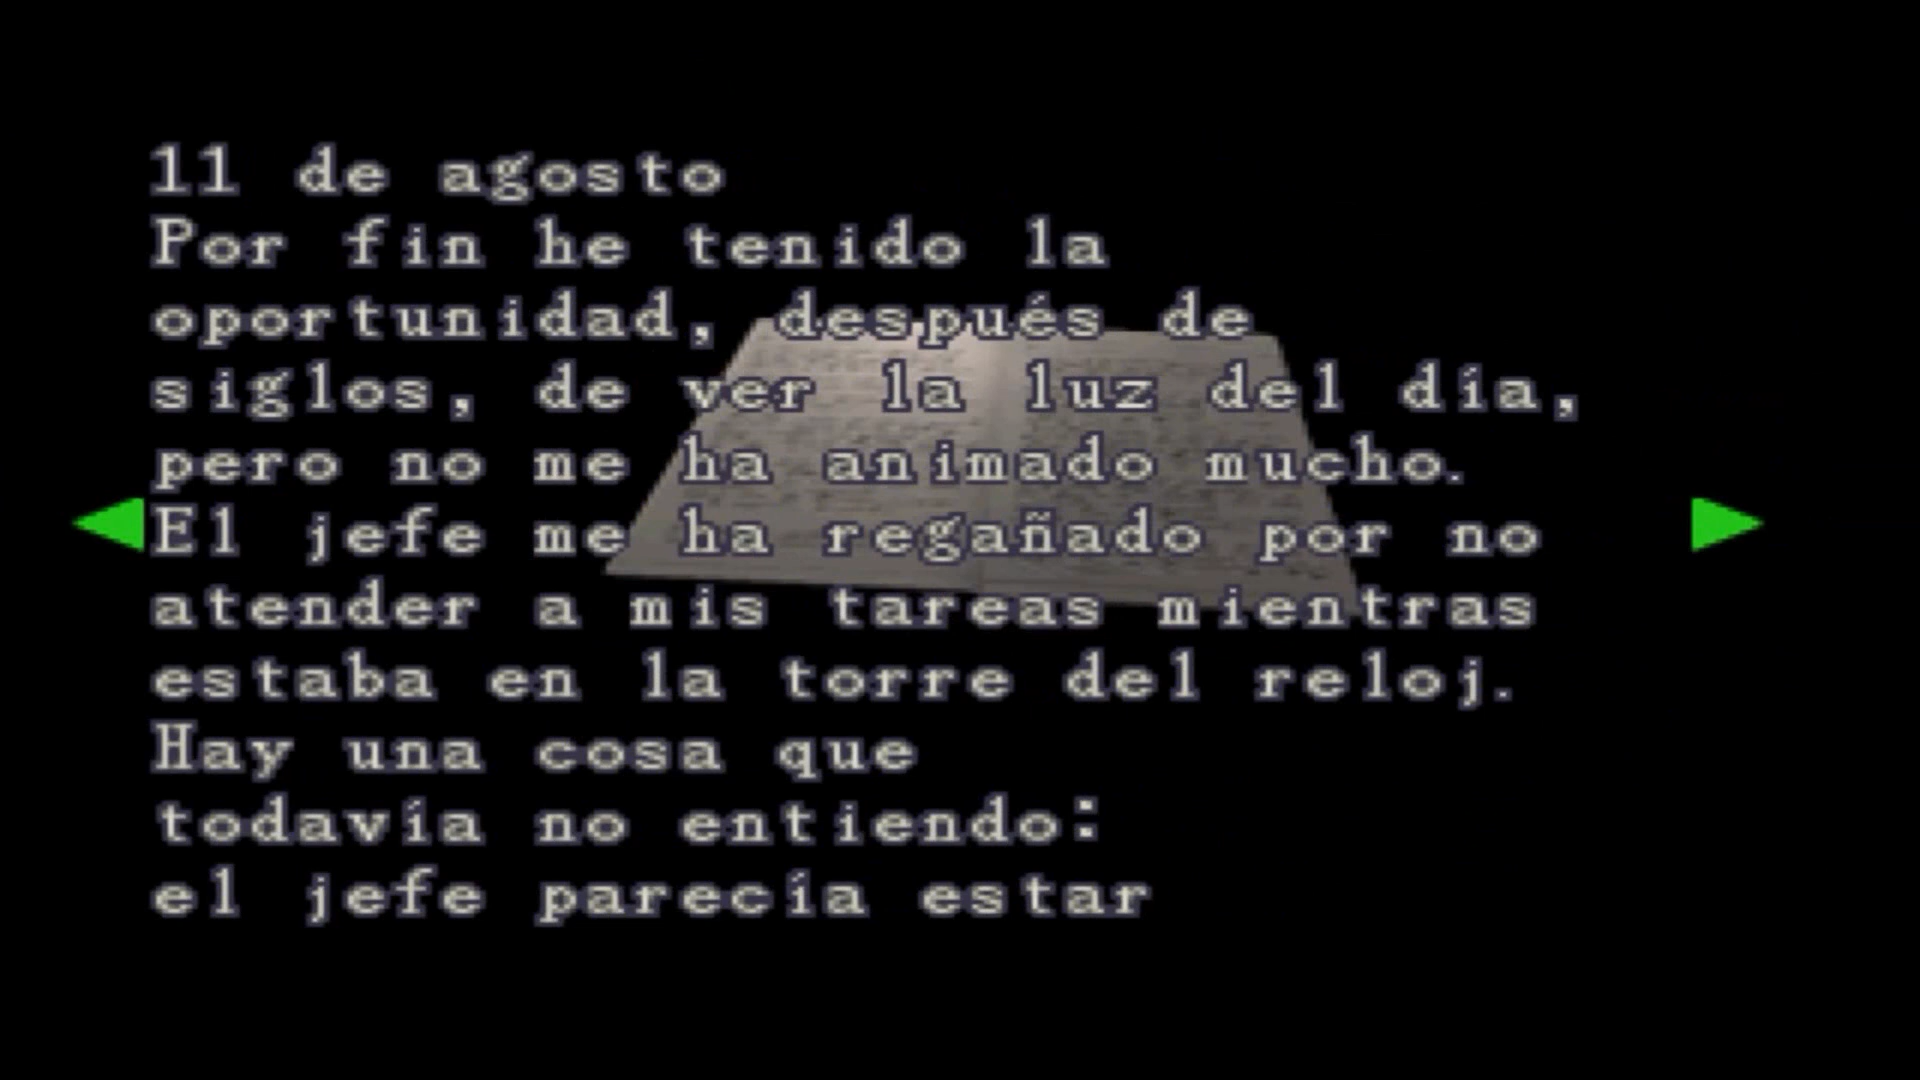 11 de agosto
Por fin he tenido la
oportunidad, después de
siglos, de ver la luz del día,
pero no me ha animado mucho.
El jefe me ha regañado por no
atender a mis tareas mientras
estaba en la torre del reloj.
Hay una cosa que
todavía no entiendo:
el jefe parecía estar